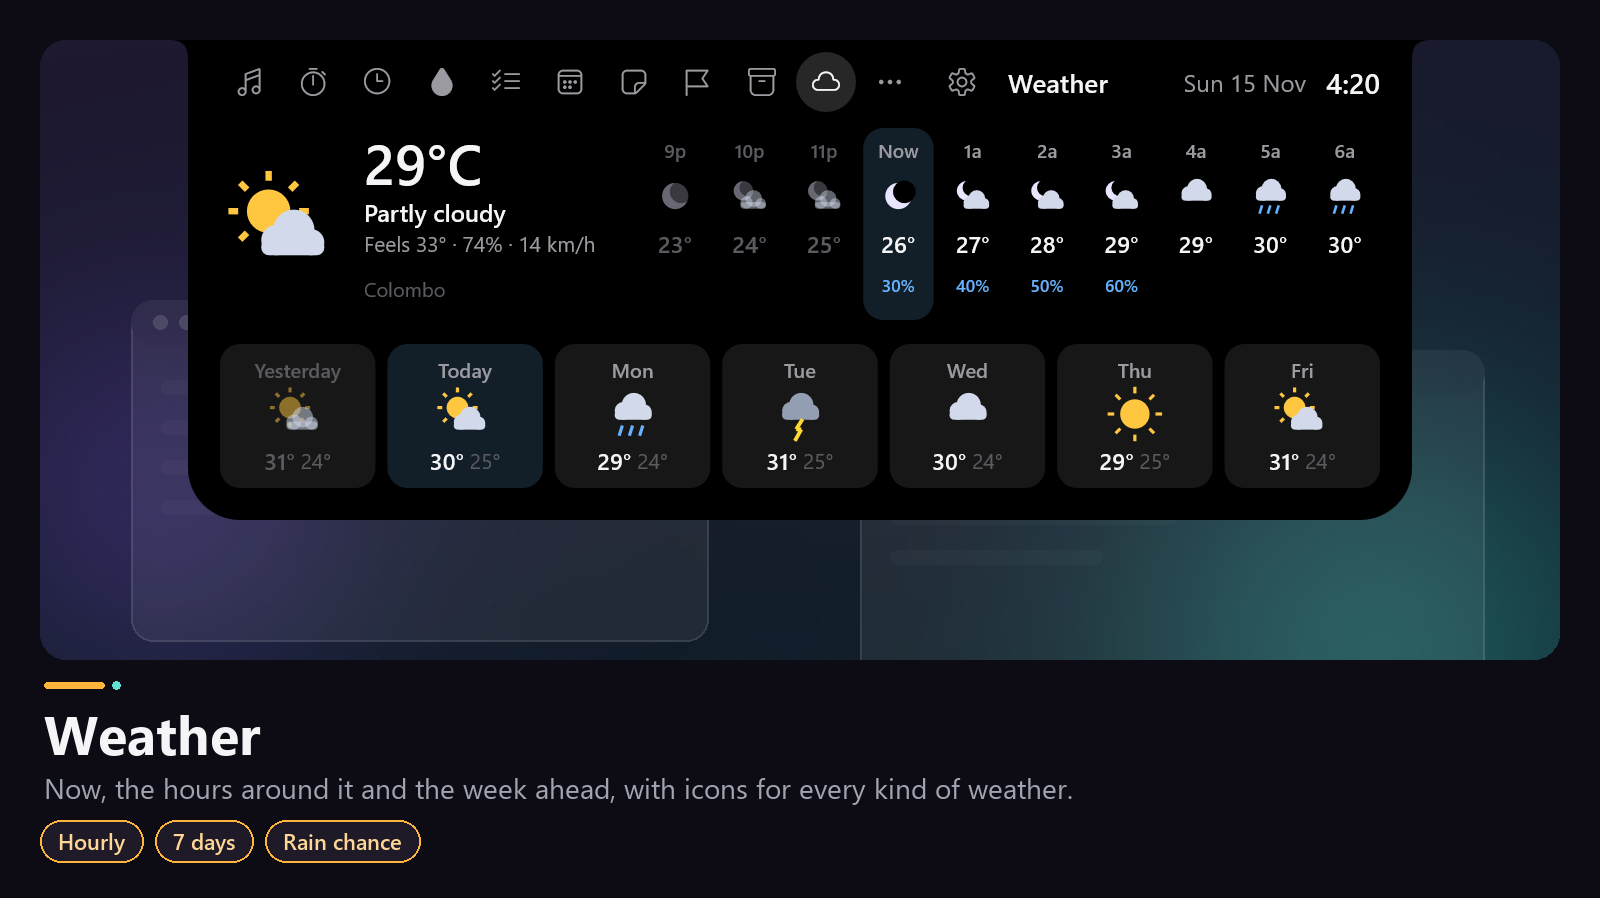 Weather Sun 15 Nov 4:20
29°C
Partly cloudy
Feels 33° · 74% · 14 km/h
Colombo
9p 10p 11p Now 1a 2a 3a 4a 5a 6a
23° 24° 25° 26° 27° 28° 29° 29° 30° 30°
30% 40% 50% 60%
Yesterday Today Mon Tue Wed Thu Fri
31° 24° 30° 25° 29° 24° 31° 25° 30° 24° 29° 25° 31° 24°
Weather
Now, the hours around it and the week ahead, with icons for every kind of weather.
Hourly 7 days Rain chance